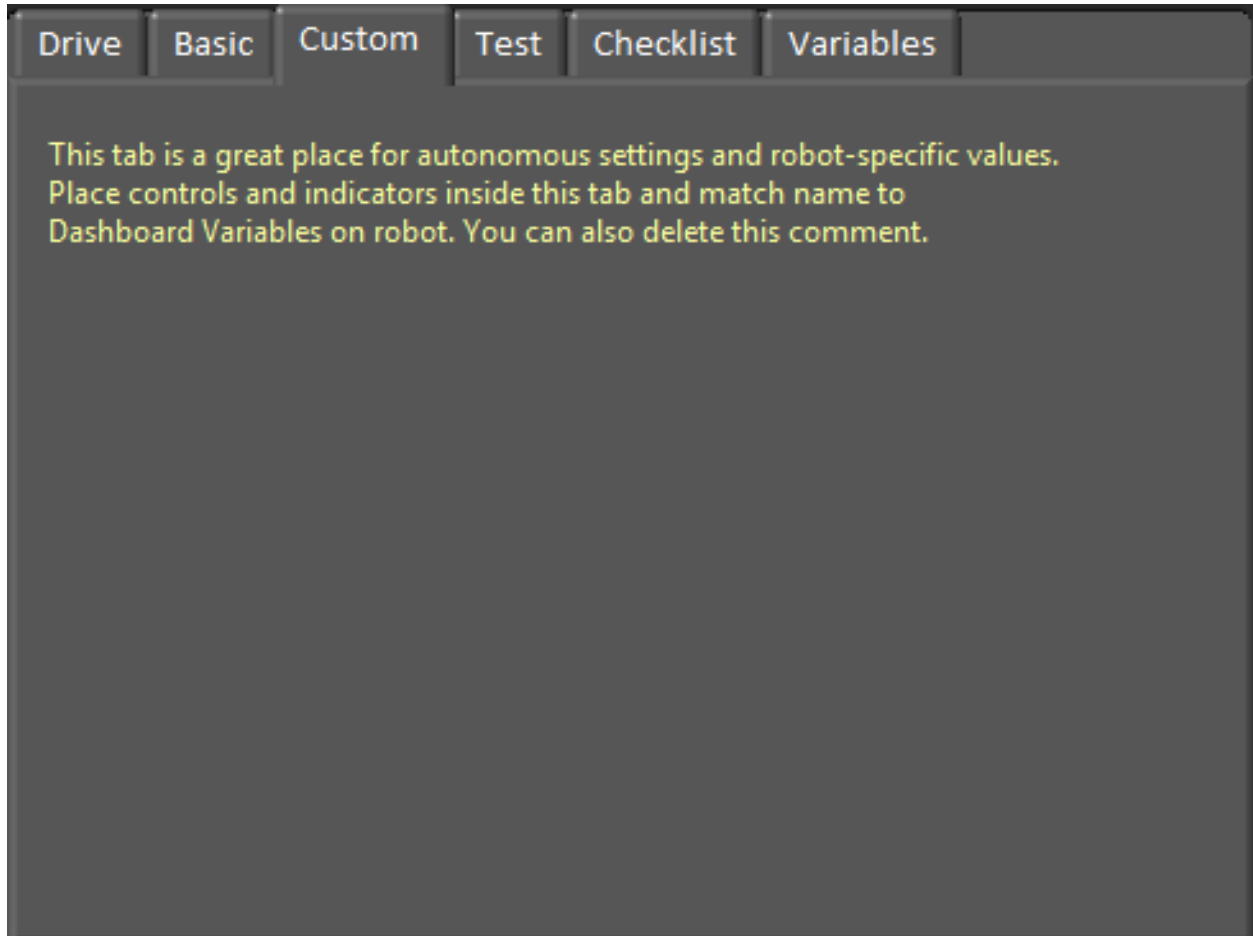 Drive Basic Custom Test Checklist Variables
This tab is a great place for autonomous settings and robot-specific values.
Place controls and indicators inside this tab and match name to
Dashboard Variables on robot. You can also delete this comment.